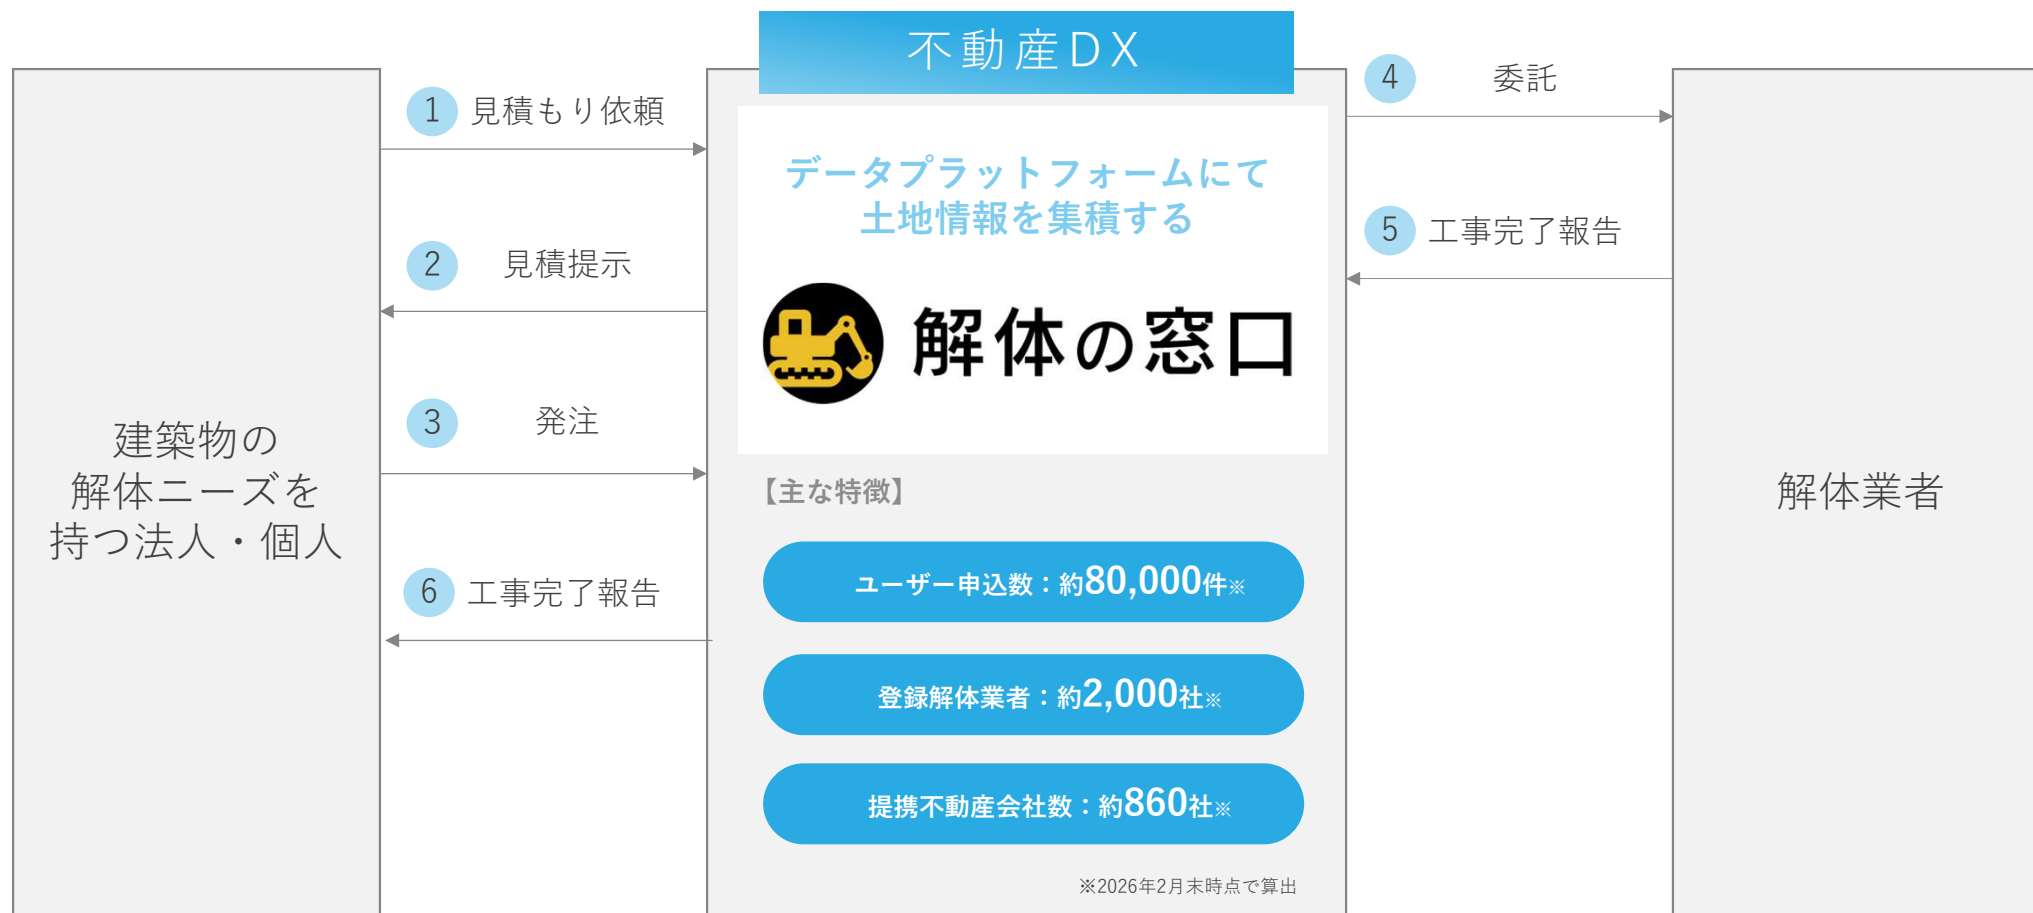 不動産DX
建築物の
解体ニーズを
持つ法人・個人
1 見積もり依頼
2 見積提示
3 発注
6 工事完了報告
データプラットフォームにて
土地情報を集積する
解体の窓口
【主な特徴】
ユーザー申込数：約80,000件※
登録解体業者：約2,000社※
提携不動産会社数：約860社※
※2026年2月末時点で算出
4 委託
5 工事完了報告
解体業者